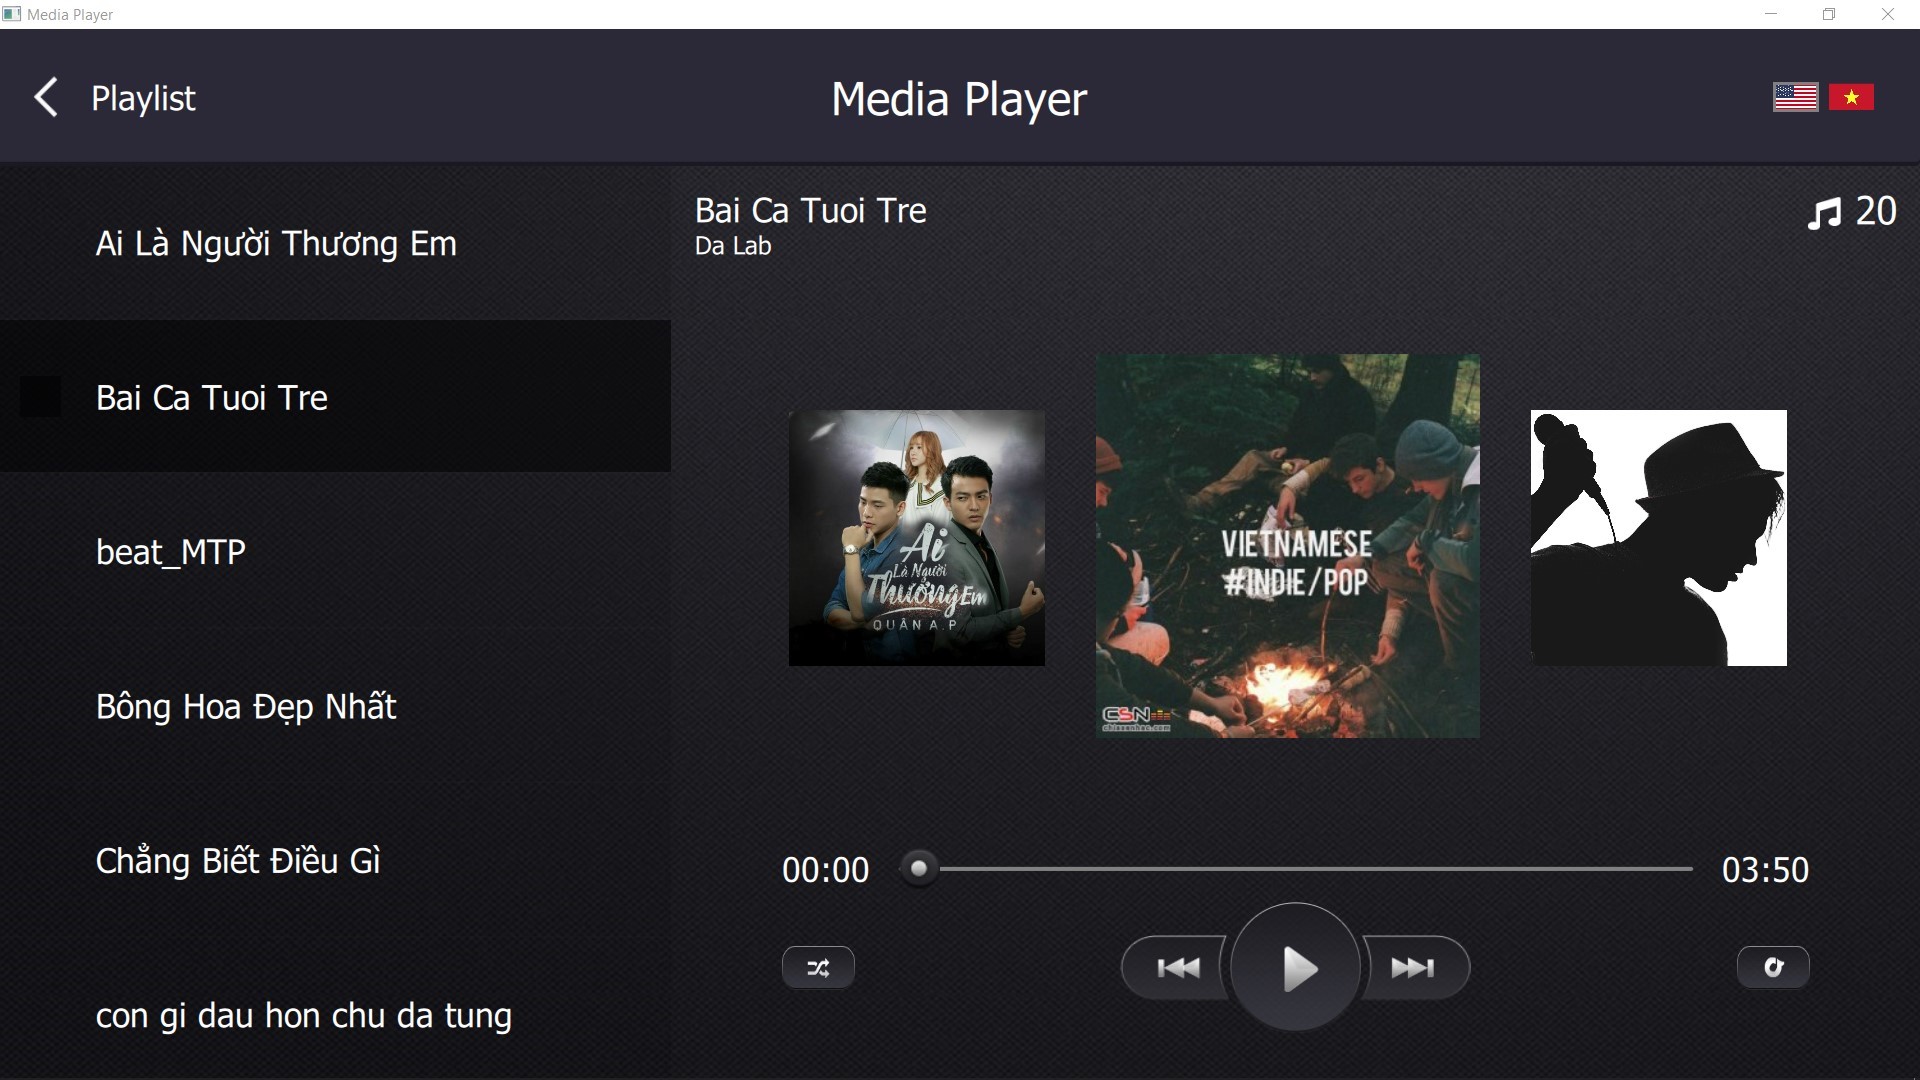 Media Player
Playlist
Media Player
Ai Là Người Thương Em
Bai Ca Tuoi Tre
beat_MTP
Bông Hoa Đẹp Nhất
Chẳng Biết Điều Gì
con gi dau hon chu da tung
Bai Ca Tuoi Tre
Da Lab
20
Ai
Là Người
Thương Em
QUÂN A.P
VIETNAMESE
#INDIE/POP
CSN
chiasenhac.com
00:00
03:50